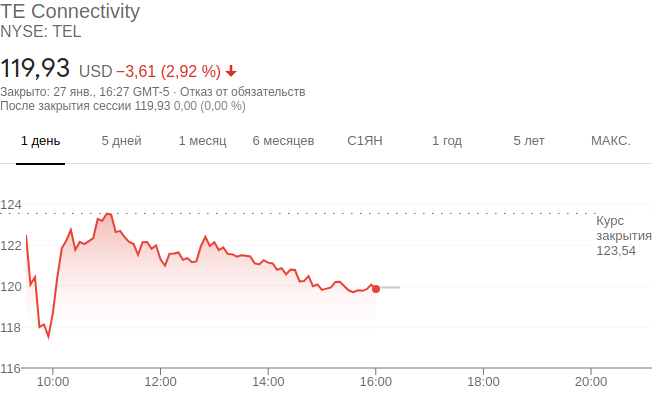 TE Connectivity
NYSE: TEL
119,93 USD −3,61 (2,92 %)
Закрыто: 27 янв., 16:27 GMT-5 · Отказ от обязательств
После закрытия сессии 119,93 0,00 (0,00 %)
1 день 5 дней 1 месяц 6 месяцев С1ЯН 1 год 5 лет МАКС.
124
Курс
закрытия
123,54
122
120
118
116
10:00 12:00 14:00 16:00 18:00 20:00